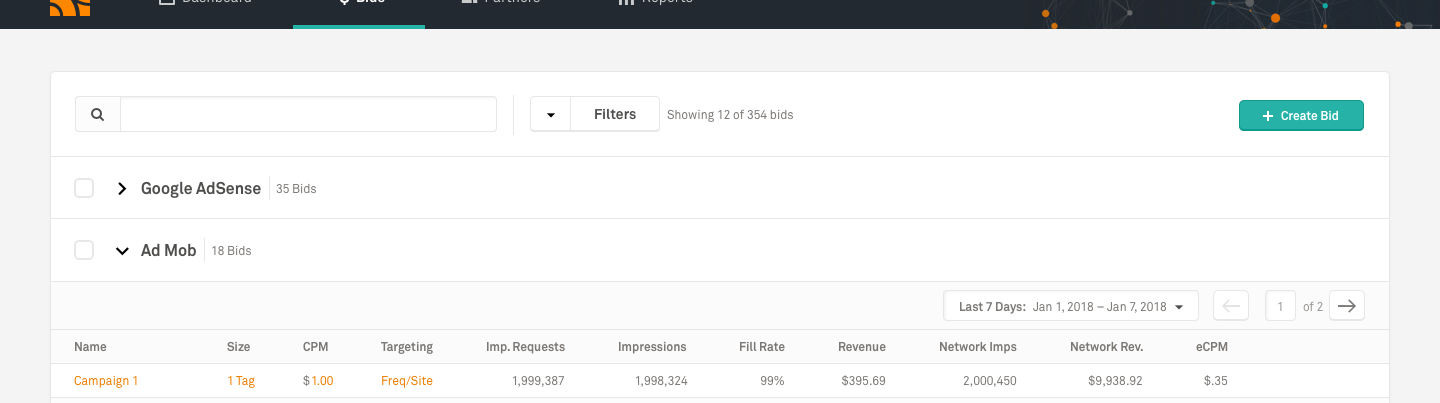 Dashboard Bids Partners Reports
Filters Showing 12 of 354 bids + Create Bid
Google AdSense 35 Bids
Ad Mob 18 Bids
Last 7 Days: Jan 1, 2018 – Jan 7, 2018 1 of 2
Name Size CPM Targeting Imp. Requests Impressions Fill Rate Revenue Network Imps Network Rev. eCPM
Campaign 1 1 Tag $1.00 Freq/Site 1,999,387 1,998,324 99% $395.69 2,000,450 $9,938.92 $.35